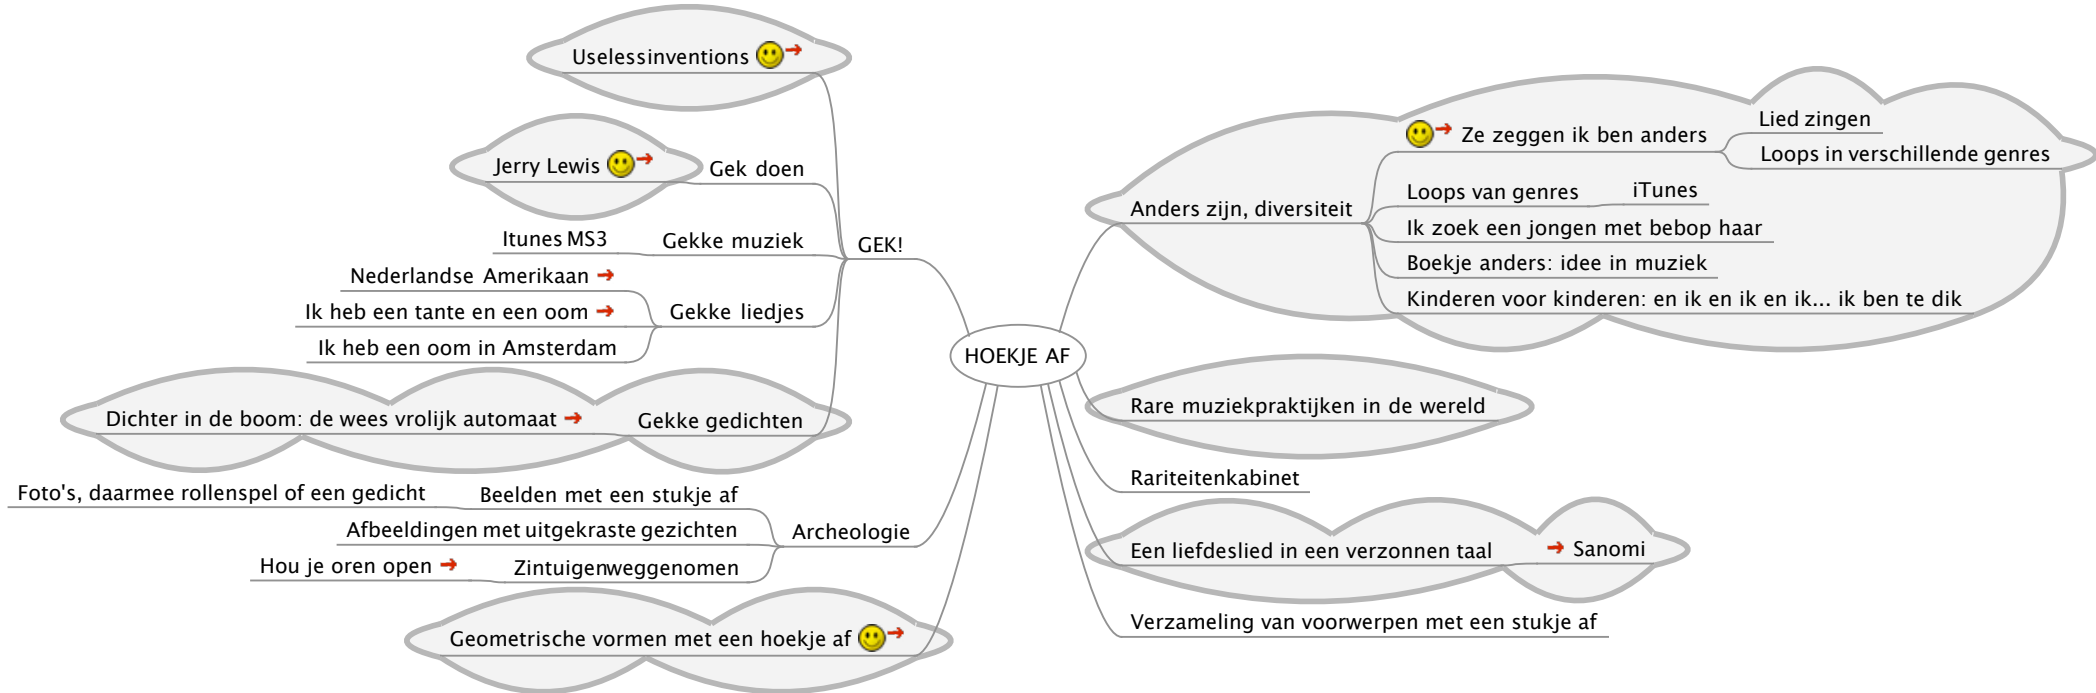 HOEKJE AF
GEK!
Uselessinventions
Gek doen
Jerry Lewis
Gekke muziek
Itunes MS3
Gekke liedjes
Nederlandse Amerikaan
Ik heb een tante en een oom
Ik heb een oom in Amsterdam
Gekke gedichten
Dichter in de boom: de wees vrolijk automaat
Archeologie
Beelden met een stukje af
Foto's, daarmee rollenspel of een gedicht
Afbeeldingen met uitgekraste gezichten
Zintuigenweggenomen
Hou je oren open
Geometrische vormen met een hoekje af
Anders zijn, diversiteit
Ze zeggen ik ben anders
Lied zingen
Loops in verschillende genres
Loops van genres
iTunes
Ik zoek een jongen met bebop haar
Boekje anders: idee in muziek
Kinderen voor kinderen: en ik en ik en ik... ik ben te dik
Rare muziekpraktijken in de wereld
Rariteitenkabinet
Een liefdeslied in een verzonnen taal
Sanomi
Verzameling van voorwerpen met een stukje af